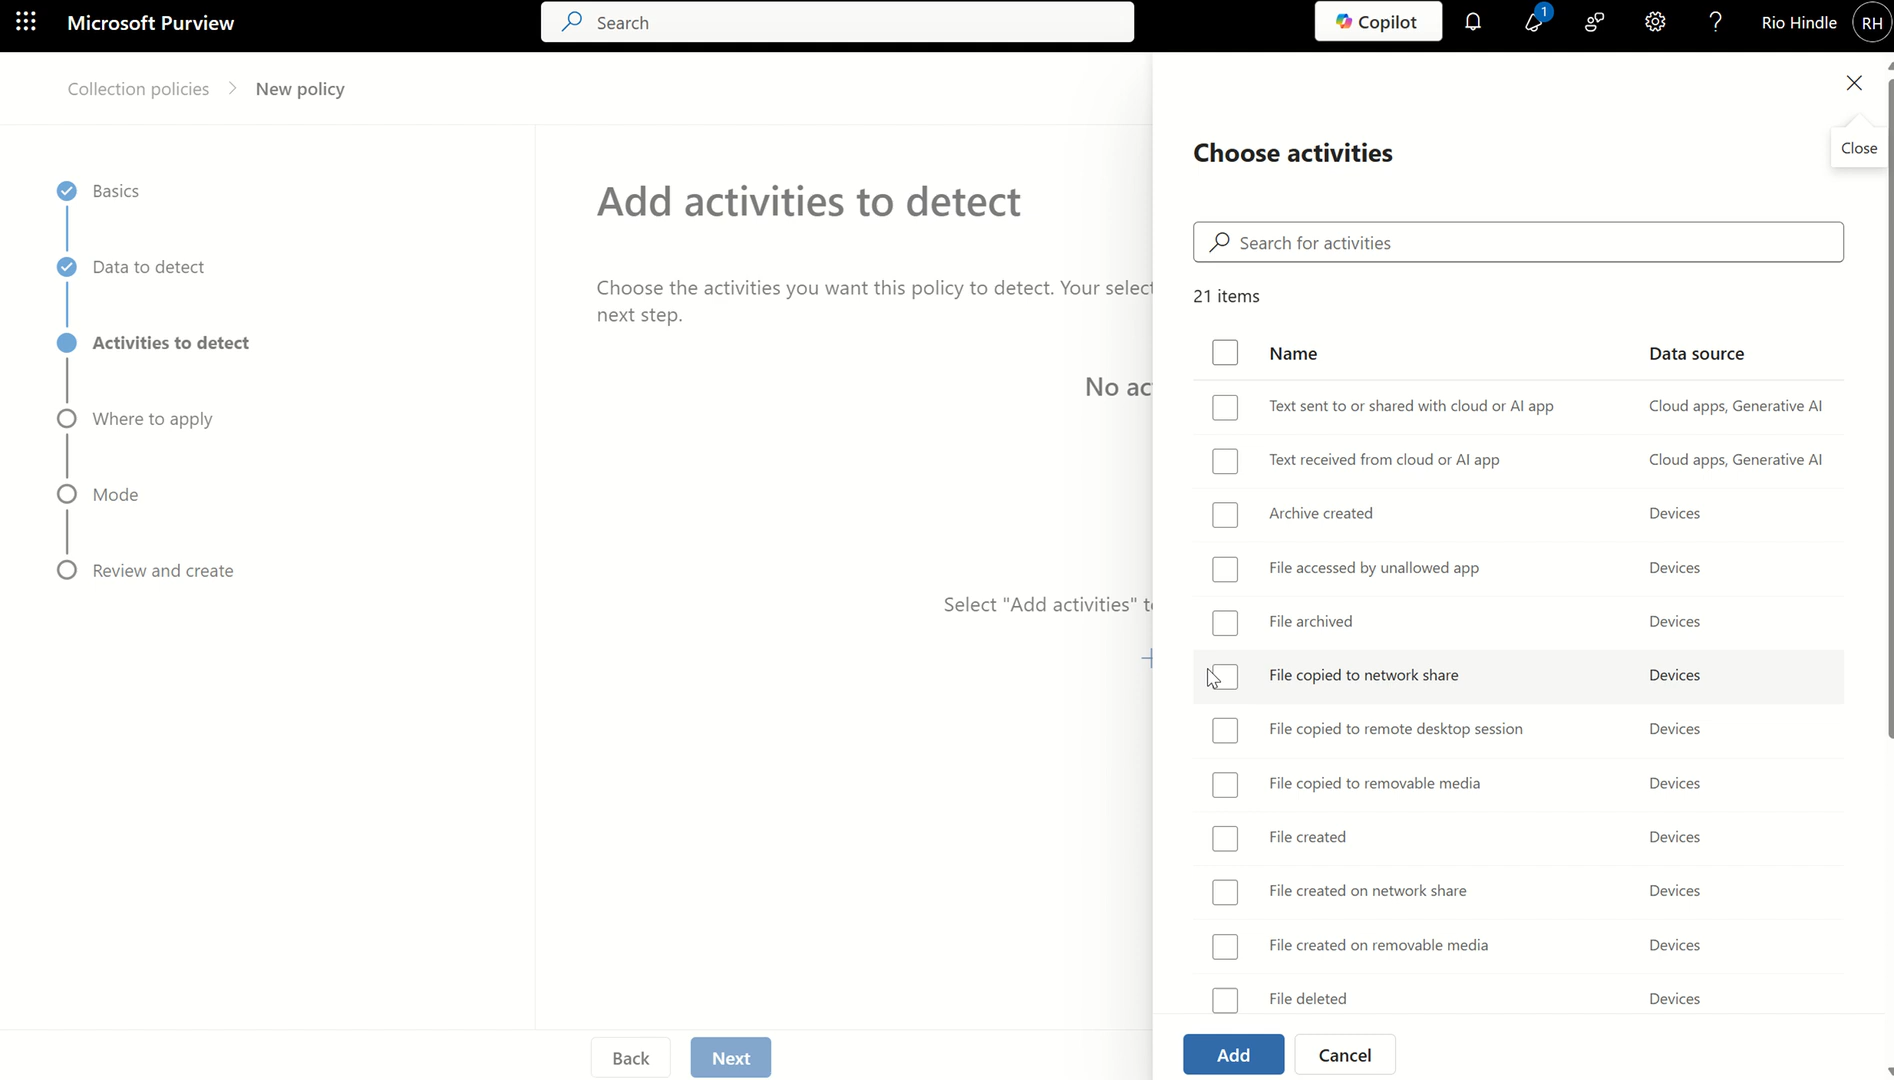 Microsoft Purview
Search
Copilot
1
Rio Hindle
RH
Collection policies > New policy
Close
Basics
Data to detect
Activities to detect
Where to apply
Mode
Review and create
Add activities to detect
Choose the activities you want this policy to detect. Your select
next step.
No ac
Select "Add activities" to
Back
Next
Choose activities
Search for activities
21 items
Name Data source
Text sent to or shared with cloud or AI app Cloud apps, Generative AI
Text received from cloud or AI app Cloud apps, Generative AI
Archive created Devices
File accessed by unallowed app Devices
File archived Devices
File copied to network share Devices
File copied to remote desktop session Devices
File copied to removable media Devices
File created Devices
File created on network share Devices
File created on removable media Devices
File deleted Devices
Add
Cancel